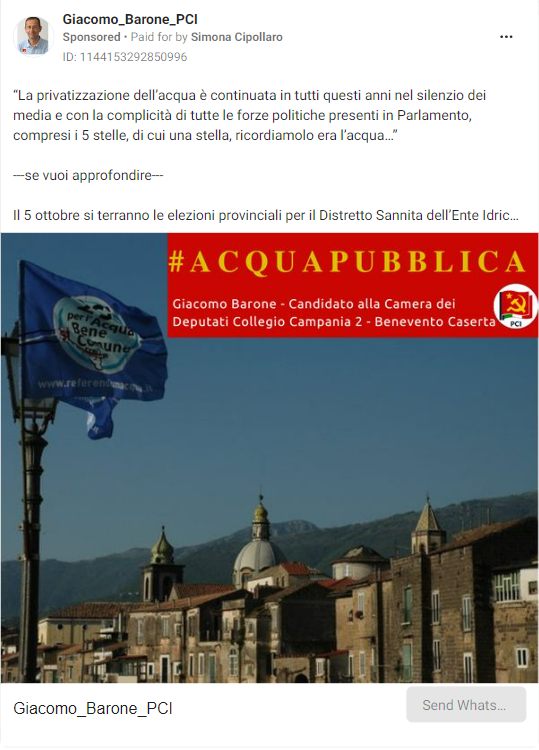 Giacomo_Barone_PCI
Sponsored • Paid for by Simona Cipollaro
ID: 1144153292850996
“La privatizzazione dell’acqua è continuata in tutti questi anni nel silenzio dei
media e con la complicità di tutte le forze politiche presenti in Parlamento,
compresi i 5 stelle, di cui una stella, ricordiamolo era l’acqua…”
---se vuoi approfondire---
Il 5 ottobre si terranno le elezioni provinciali per il Distretto Sannita dell’Ente Idric...
#ACQUAPUBBLICA
Giacomo Barone - Candidato alla Camera dei
Deputati Collegio Campania 2 - Benevento Caserta
PCI
per l'Acqua
Bene
Comune
www.referendum
Giacomo_Barone_PCI
Send Whats...